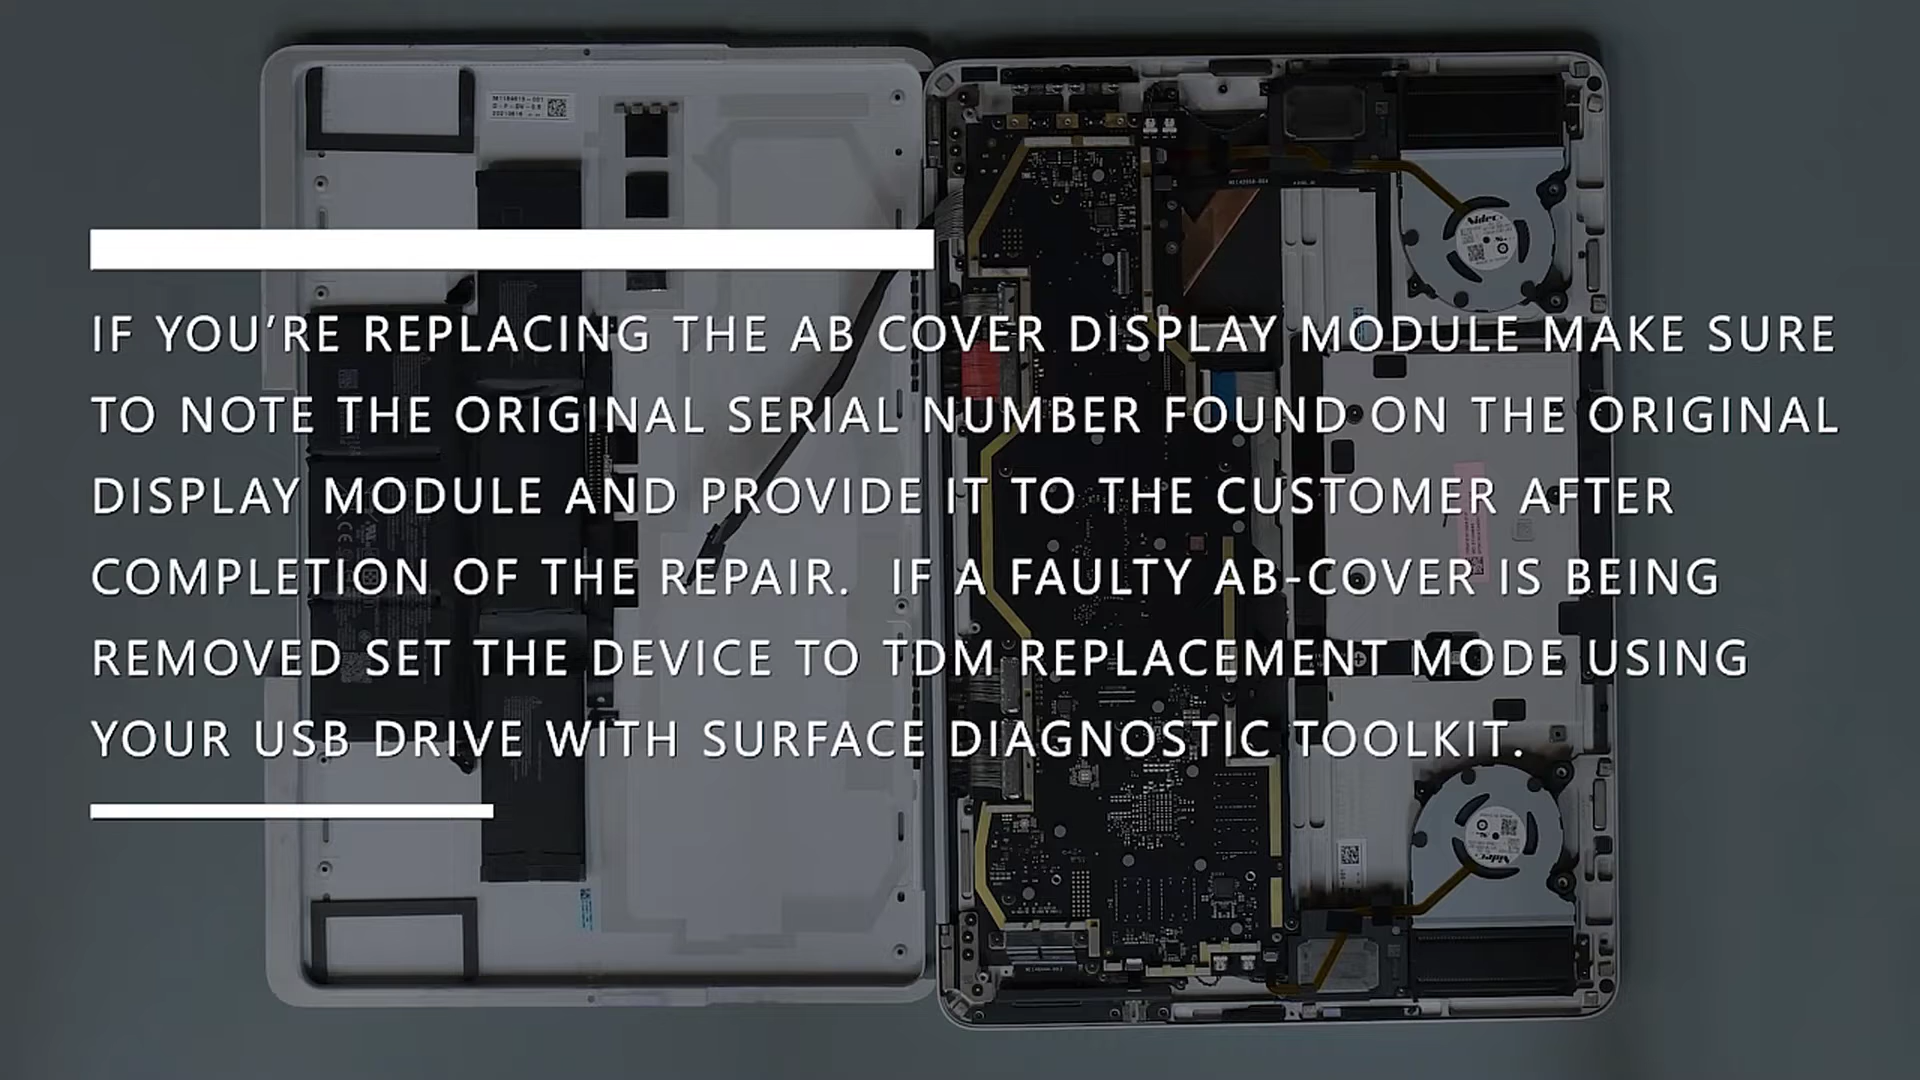 IF YOU’RE REPLACING THE AB COVER DISPLAY MODULE MAKE SURE
TO NOTE THE ORIGINAL SERIAL NUMBER FOUND ON THE ORIGINAL
DISPLAY MODULE AND PROVIDE IT TO THE CUSTOMER AFTER
COMPLETION OF THE REPAIR.  IF A FAULTY AB-COVER IS BEING
REMOVED SET THE DEVICE TO TDM REPLACEMENT MODE USING
YOUR USB DRIVE WITH SURFACE DIAGNOSTIC TOOLKIT.
Nidec
Nidec